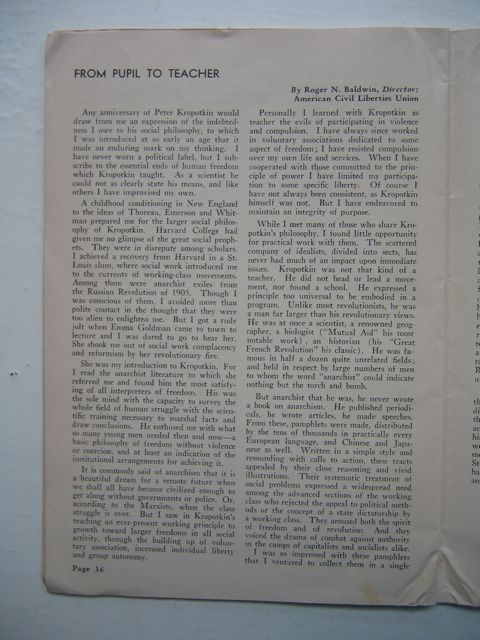 FROM PUPIL TO TEACHER
By Roger N. Baldwin, Director:
American Civil Liberties Union
Any anniversary of Peter Kropotkin would
draw from me an expression of the indebted-
ness I owe to his social philosophy, to which
I was introduced at so early an age that it
made an enduring mark on my thinking. I
have never worn a political label, but I sub-
scribe to the essential ends of human freedom
which Kropotkin taught. As a scientist he
could not as clearly state his means, and like
others I have improvised my own.
A childhood conditioning in New England
to the ideas of Thoreau, Emerson and Whit-
man prepared me for the larger social philos-
ophy of Kropotkin. Harvard College had
given me no glimpse of the great social proph-
ets. They were in disrepute among scholars.
I achieved a recovery from Harvard in a St.
Louis slum, where social work introduced me
to the currents of working-class movements.
Among them were anarchist exiles from
the Russian Revolution of 1905. Though I
was conscious of them, I avoided more than
polite contact in the thought that they were
too alien to enlighten me. But I got a rude
jolt when Emma Goldman came to town to
lecture and I was dared to go to hear her.
She shook me out of social work complacency
and reformism by her revolutionary fire.
She was my introduction to Kropotkin. For
I read the anarchist literature to which she
referred me and found him the most satisfy-
ing of all interpreters of freedom. His was
the sole mind with the capacity to survey the
whole field of human struggle with the scien-
tific training necessary to marshal facts and
draw conclusions. He enthused me with what
so many young men needed then and now—a
basic philosophy of freedom without violence
or coercion, and at least an indication of the
institutional arrangements for achieving it.
It is commonly said of anarchism that it is
a beautiful dream for a remote future when
we shall all have become civilized enough to
get along without governments or police. Or,
according to the Marxists, when the class
struggle is over. But I saw in Kropotkin's
teaching an ever-present working principle to
growth toward larger freedoms in all social
activity, through the building up of volun-
tary association, increased individual liberty
and group autonomy.
Page 36
Personally I learned with Kropotkin as
teacher the evils of participating in violence
and compulsion. I have always since worked
in voluntary associations dedicated to some
aspect of freedom; I have resisted compulsion
over my own life and services. When I have
cooperated with those committed to the prin-
ciple of power I have limited my participa-
tion to some specific liberty. Of course I
have not always been consistent, as Kropotkin
himself was not. But I have endeavored to
maintain an integrity of purpose.
While I met many of those who share Kro-
potkin's philosophy, I found little opportunity
for practical work with them. The scattered
company of idealists, divided into sects, has
never had much of an impact upon immediate
issues. Kropotkin was not that kind of a
teacher. He did not head or lead a move-
ment, nor found a school. He expressed a
principle too universal to be embodied in a
program. Unlike most revolutionists, he was
a man far larger than his revolutionary views.
He was at once a scientist, a renowned geog-
rapher, a biologist ("Mutual Aid" his most
notable work), an historian (his "Great
French Revolution" his classic). He was fa-
mous in half a dozen quite unrelated fields;
and held in respect by large numbers of men
to whom the word "anarchist" could indicate
nothing but the torch and bomb.
But anarchist that he was, he never wrote
a book on anarchism. He published periodi-
cals, he wrote articles, he made speeches.
From these, pamphlets were made, distributed
by the tens of thousands in practically every
European language, and Chinese and Japa-
nese as well. Written in a simple style and
resounding with calls to action, these tracts
appealed by their close reasoning and vivid
illustrations. Their systematic treatment of
social problems expressed a widespread need
among the advanced sections of the working
class who rejected the appeal to political meth-
ods or the concept of a state dictatorship by
a working class. They aroused both the spirit
of freedom and of revolution. And they
voiced the drama of combat against authority
in the camps of capitalists and socialists alike.
I was so impressed with these pamphlets
that I ventured to collect them in a single